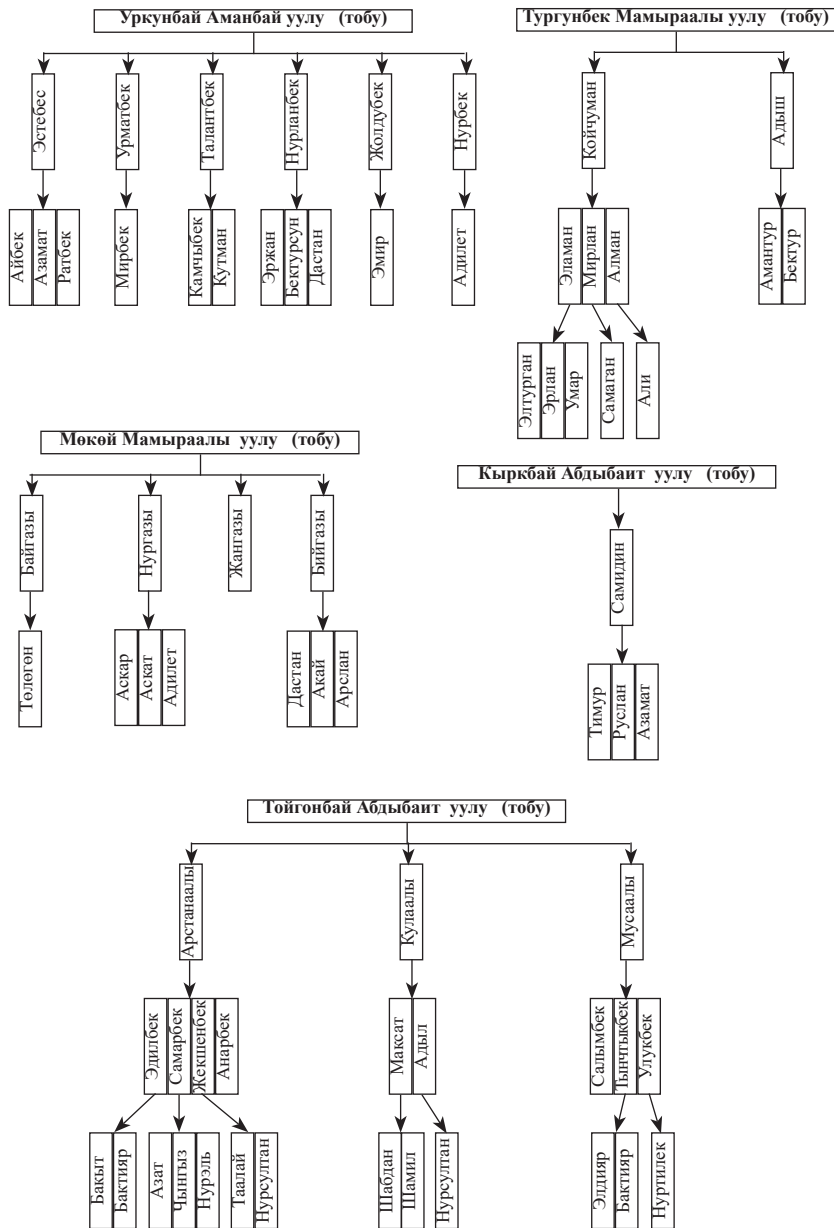 Уркунбай Аманбай уулу (тобу)
Эстебес
Урматбек
Талантбек
Нурланбек
Жолдубек
Нурбек
Айбек
Азамат
Ратбек
Мирбек
Камчыбек
Кутман
Эржан
Бектурсун
Дастан
Эмир
Адилет
Тургунбек Мамыраалы уулу (тобу)
Койчуман
Адыш
Эламан
Мирлан
Алман
Амантур
Бектур
Элтурган
Эрлан
Умар
Самаган
Али
Мөкөй Мамыраалы уулу (тобу)
Байгазы
Нургазы
Жангазы
Бийгазы
Төлөгөн
Аскар
Аскат
Адилет
Дастан
Акай
Арслан
Кыркбай Абдыбаит уулу (тобу)
Самидин
Тимур
Руслан
Азамат
Тойгонбай Абдыбаит уулу (тобу)
Арстанаалы
Кулаалы
Мусаалы
Эдилбек
Самарбек
Жекшенбек
Анарбек
Максат
Адыл
Салымбек
Тынчтыкбек
Улукбек
Бакыт
Бактияр
Азат
Чынгыз
Нурэль
Таалай
Нурсултан
Шабдан
Шамил
Нурсултан
Элдияр
Бактияр
Нуртилек